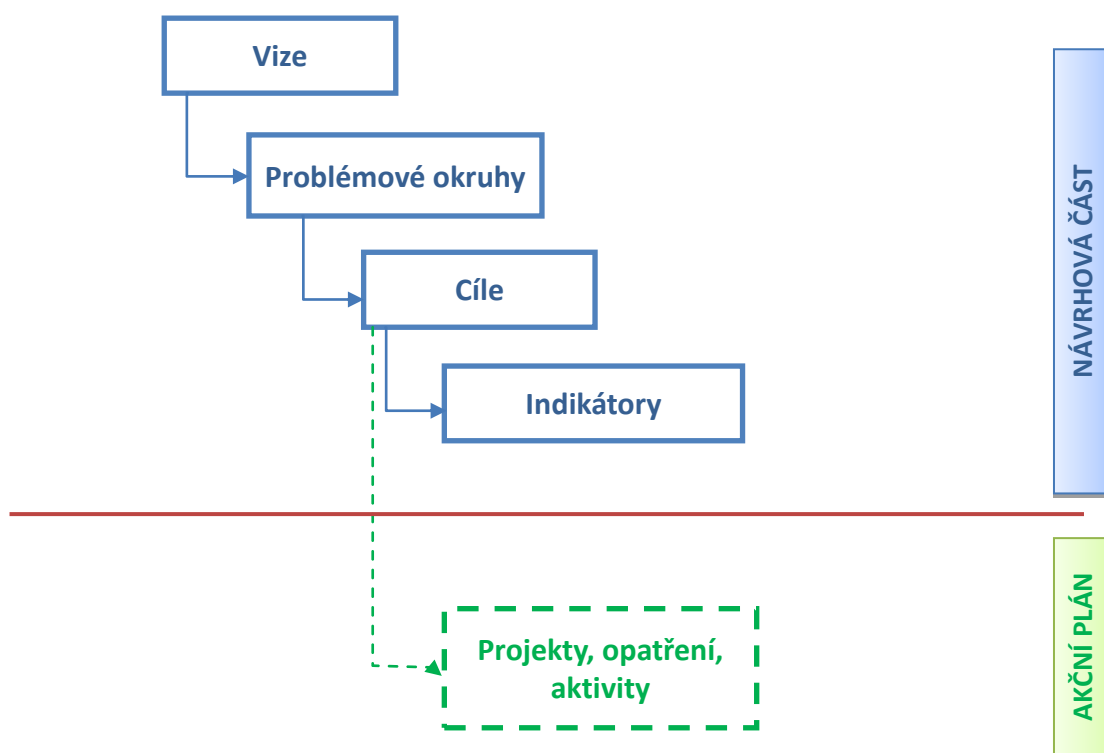 Vize
Problémové okruhy
Cíle
Indikátory
NÁVRHOVÁ ČÁST
Projekty, opatření,
aktivity
AKČNÍ PLÁN